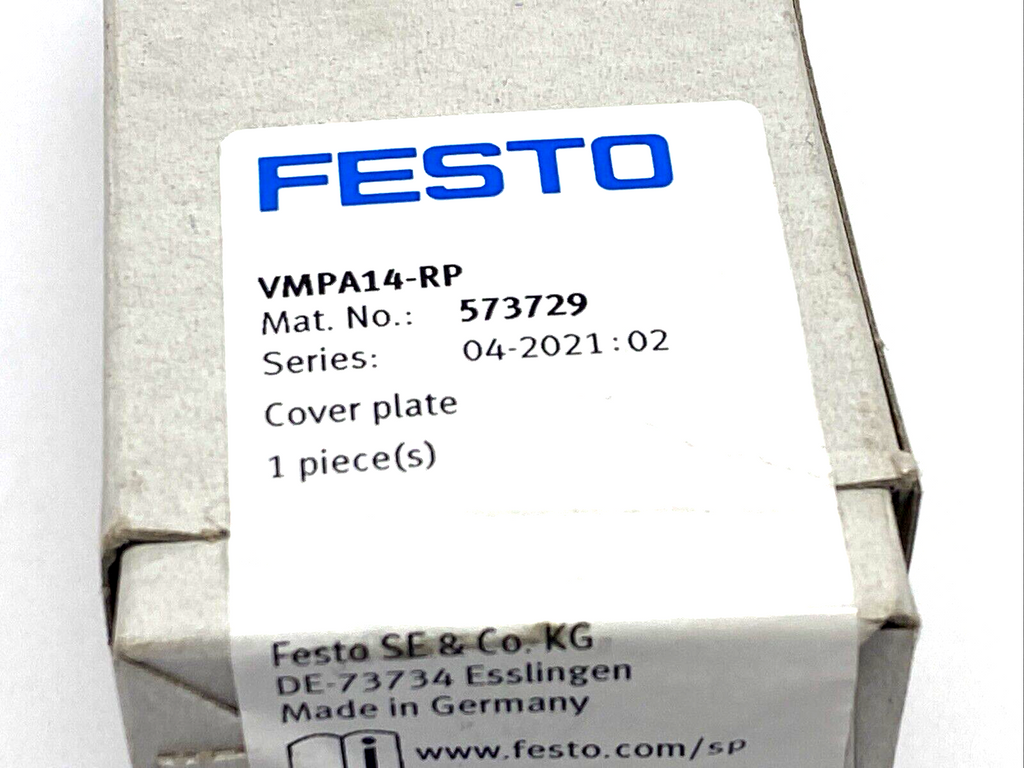 FESTO
VMPA14-RP
Mat. No.: 573729
Series: 04-2021:02
Cover plate
1 piece(s)
Festo SE & Co. KG
DE-73734 Esslingen
Made in Germany
i www.festo.com/sp